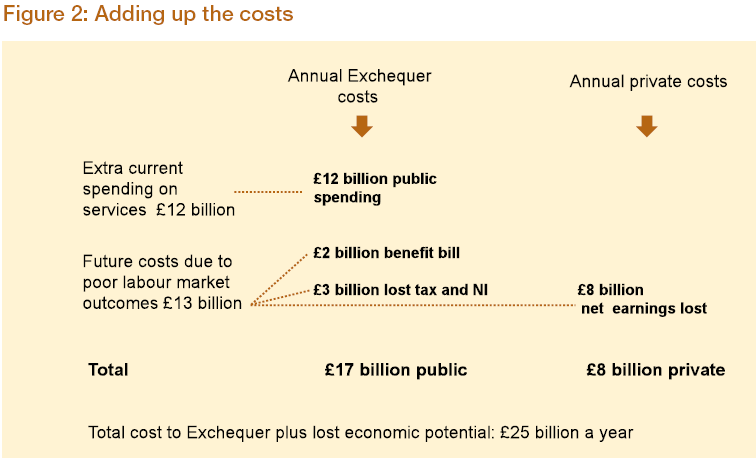 Figure 2: Adding up the costs
Annual Exchequer
costs
Annual private costs
Extra current
spending on
services £12 billion
£12 billion public
spending
Future costs due to
poor labour market
outcomes £13 billion
£2 billion benefit bill
£3 billion lost tax and NI
£8 billion
net earnings lost
Total
£17 billion public
£8 billion private
Total cost to Exchequer plus lost economic potential: £25 billion a year